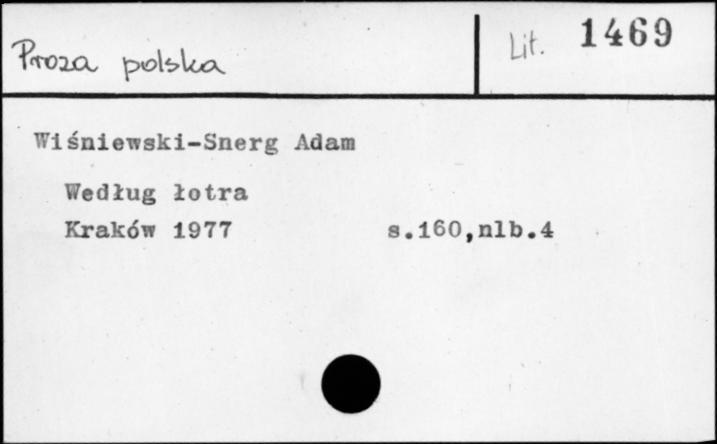 Proza polska
Lit. 1469
Wiśniewski-Snerg Adam
Według łotra
Kraków 1977 s.160,nlb.4